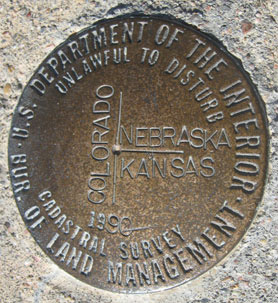 U.S. DEPARTMENT OF THE INTERIOR
BUR. OF LAND MANAGEMENT
UNLAWFUL TO DISTURB
COLORADO
NEBRASKA
KANSAS
1990
CADASTRAL SURVEY